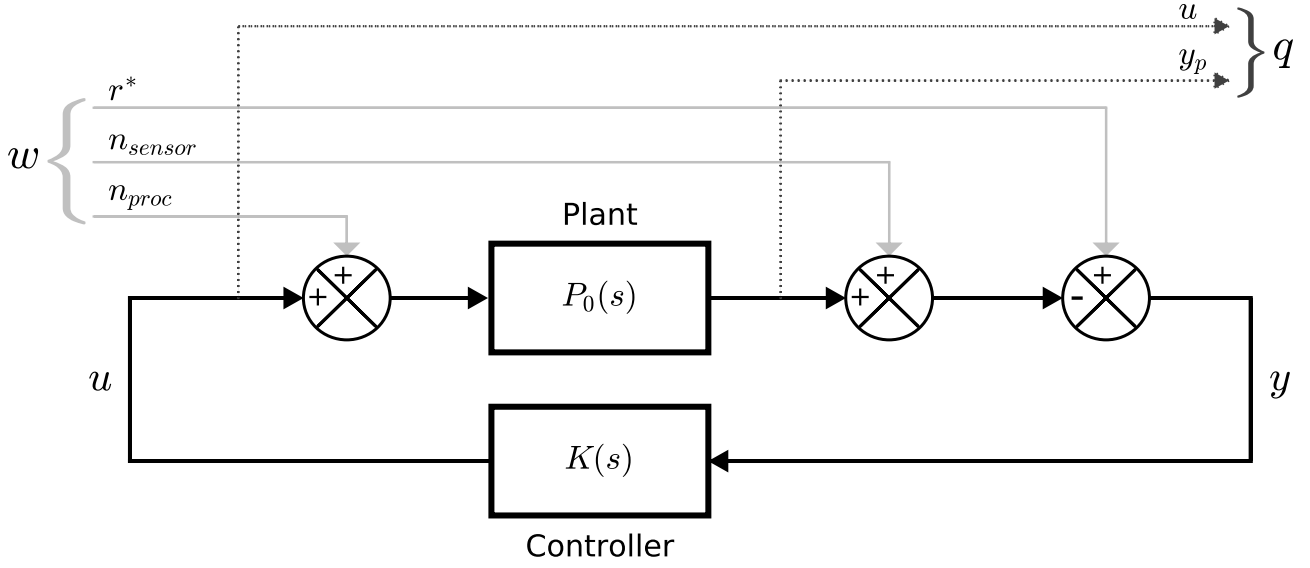 u
q
y_p
r*
w
n_sensor
n_proc
Plant
+
+
P_0(s)
+
+
+
-
u
y
K(s)
Controller